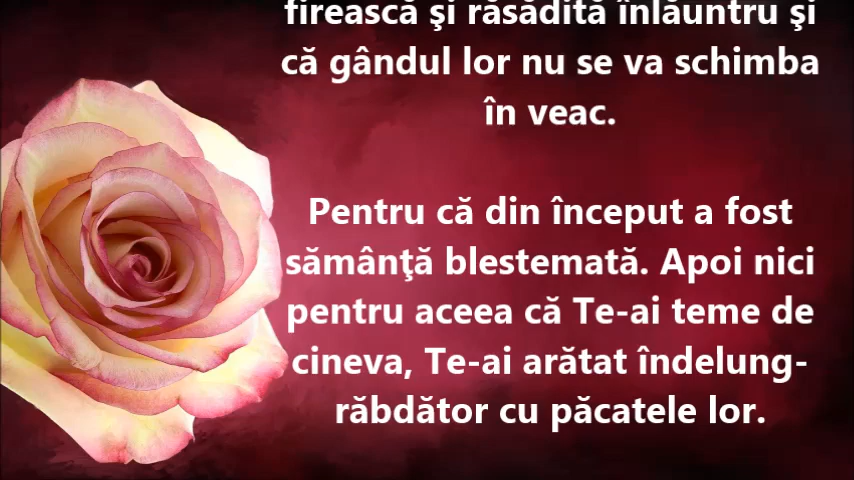 firească şi răsădită înlăuntru şi
că gândul lor nu se va schimba
în veac.
Pentru că din început a fost
sămânţă blestemată. Apoi nici
pentru aceea că Te-ai teme de
cineva, Te-ai arătat îndelung-
răbdător cu păcatele lor.